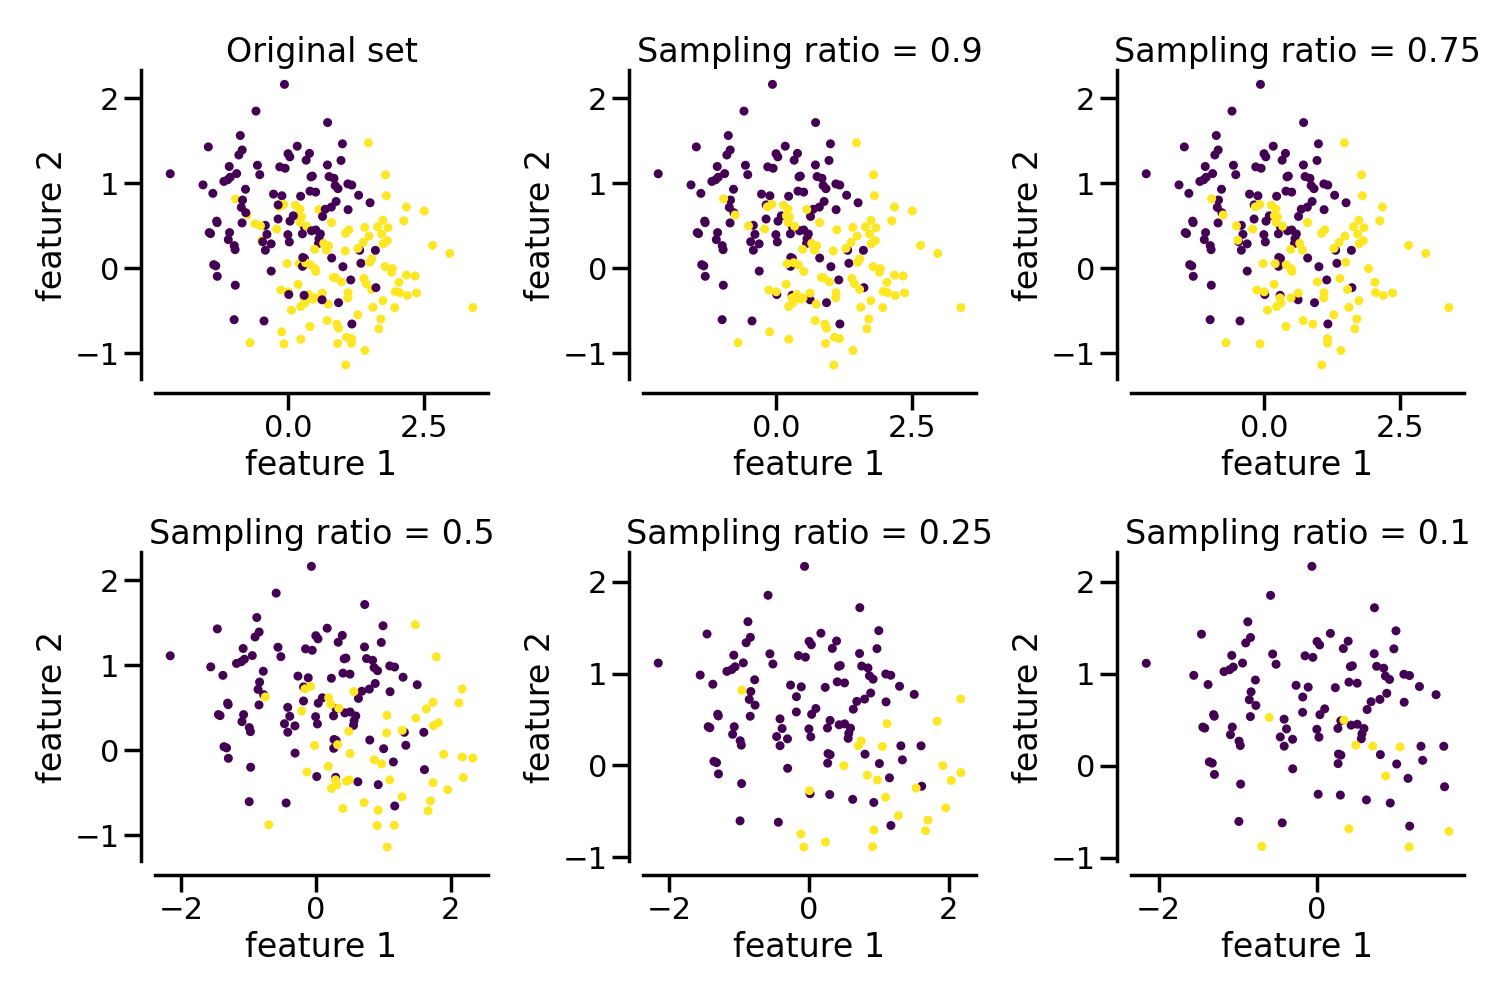 Original set
Sampling ratio = 0.9
Sampling ratio = 0.75
feature 2
2
1
0
−1
0.0
2.5
feature 1
feature 2
2
1
0
−1
0.0
2.5
feature 1
feature 2
2
1
0
−1
0.0
2.5
feature 1
Sampling ratio = 0.5
Sampling ratio = 0.25
Sampling ratio = 0.1
feature 2
2
1
0
−1
−2
0
2
feature 1
feature 2
2
1
0
−1
−2
0
2
feature 1
feature 2
2
1
0
−1
−2
0
feature 1